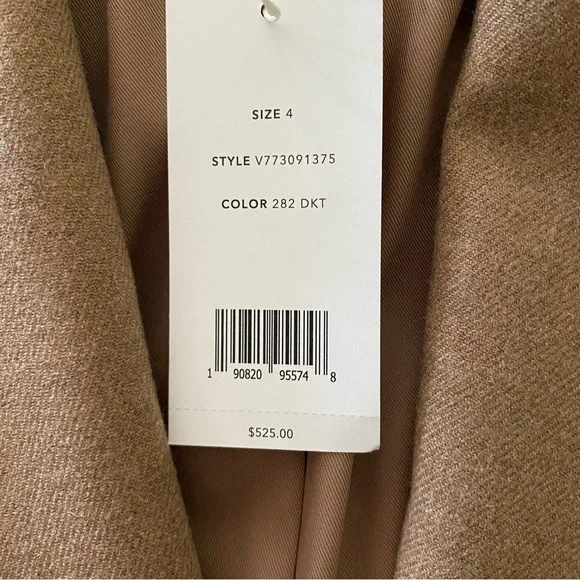 SIZE 4
STYLE V773091375
COLOR 282 DKT
1 90820 95574 8
$525.00